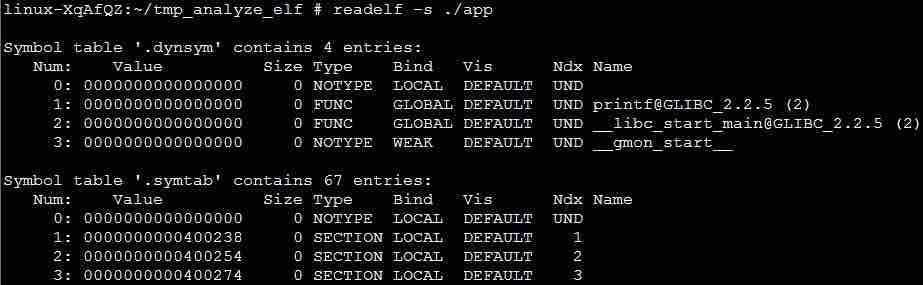 linux-XqAfQZ:~/tmp_analyze_elf # readelf -s ./app
Symbol table '.dynsym' contains 4 entries:
   Num:    Value          Size Type    Bind   Vis      Ndx Name
     0: 0000000000000000     0 NOTYPE  LOCAL  DEFAULT  UND
     1: 0000000000000000     0 FUNC    GLOBAL DEFAULT  UND printf@GLIBC_2.2.5 (2)
     2: 0000000000000000     0 FUNC    GLOBAL DEFAULT  UND __libc_start_main@GLIBC_2.2.5 (2)
     3: 0000000000000000     0 NOTYPE  WEAK   DEFAULT  UND __gmon_start__
Symbol table '.symtab' contains 67 entries:
   Num:    Value          Size Type    Bind   Vis      Ndx Name
     0: 0000000000000000     0 NOTYPE  LOCAL  DEFAULT  UND
     1: 0000000000400238     0 SECTION LOCAL  DEFAULT    1
     2: 0000000000400254     0 SECTION LOCAL  DEFAULT    2
     3: 0000000000400274     0 SECTION LOCAL  DEFAULT    3